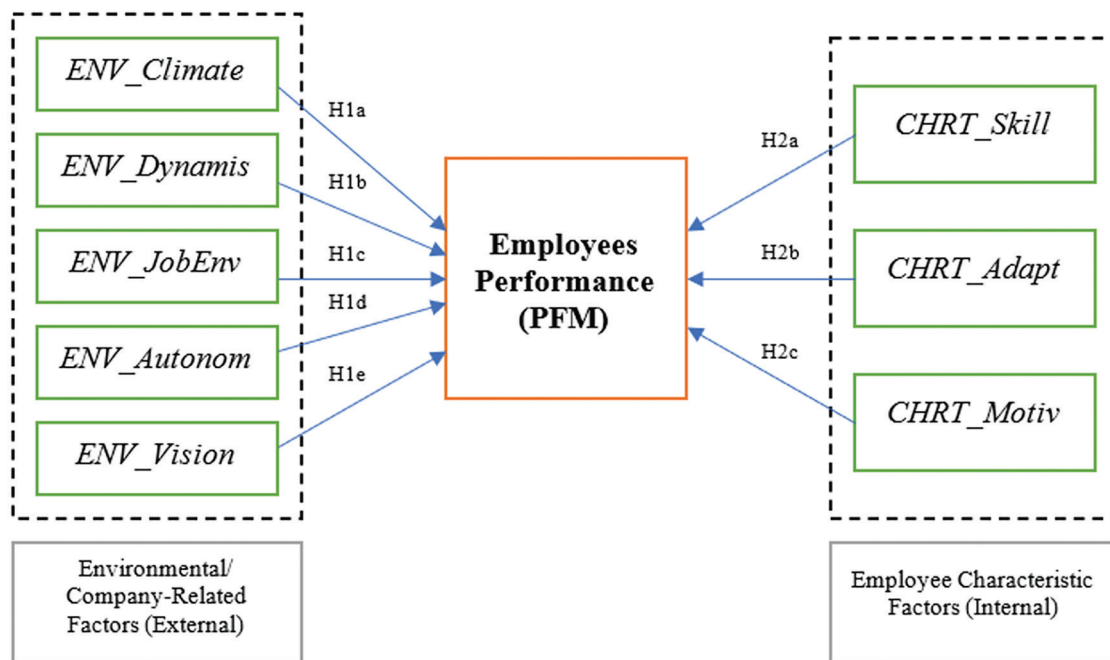 ENV_Climate
ENV_Dynamis
ENV_JobEnv
ENV_Autonom
ENV_Vision
H1a
H1b
H1c
H1d
H1e
Employees
Performance
(PFM)
H2a
H2b
H2c
CHRT_Skill
CHRT_Adapt
CHRT_Motiv
Environmental/
Company-Related
Factors (External)
Employee Characteristic
Factors (Internal)